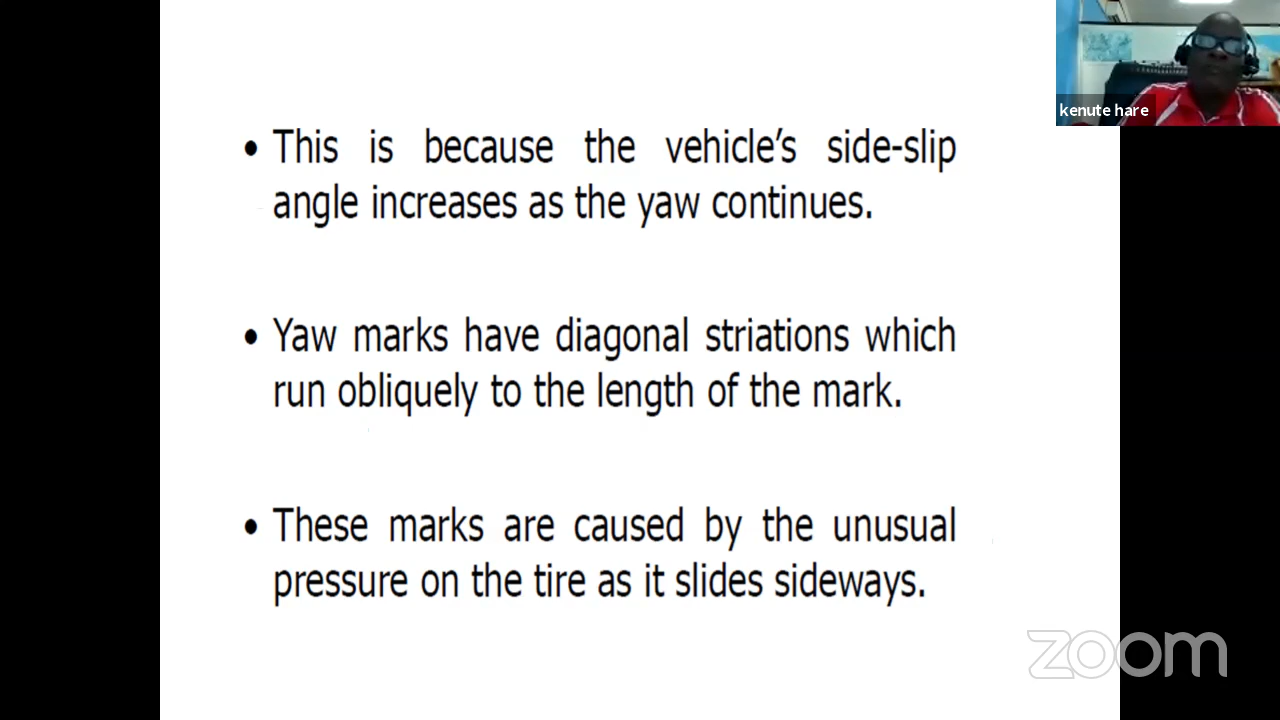 kenute hare
• This is because the vehicle's side-slip
angle increases as the yaw continues.
• Yaw marks have diagonal striations which
run obliquely to the length of the mark.
• These marks are caused by the unusual
pressure on the tire as it slides sideways.
zoom